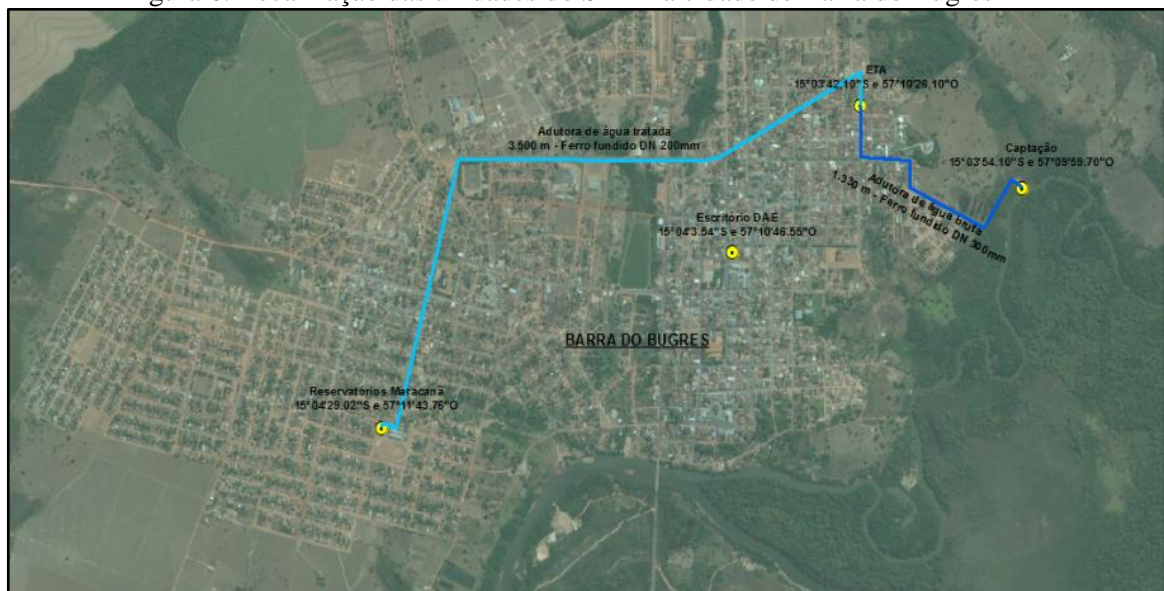 ETA
15°03'42,10"S e 57°10'26,10"O
Adutora de água tratada
3.500 m - Ferro fundido DN 200mm
Captação
15°03'54.10"S e 57°09'59.70"O
Adutora de água bruta
1.350 m - Ferro fundido DN 300mm
Escritório DAE
15°04'3.54"S e 57°10'46.55"O
BARRA DO BUGRES
Reservatórios Maracanã
15°04'29.02"S e 57°11'43.76"O